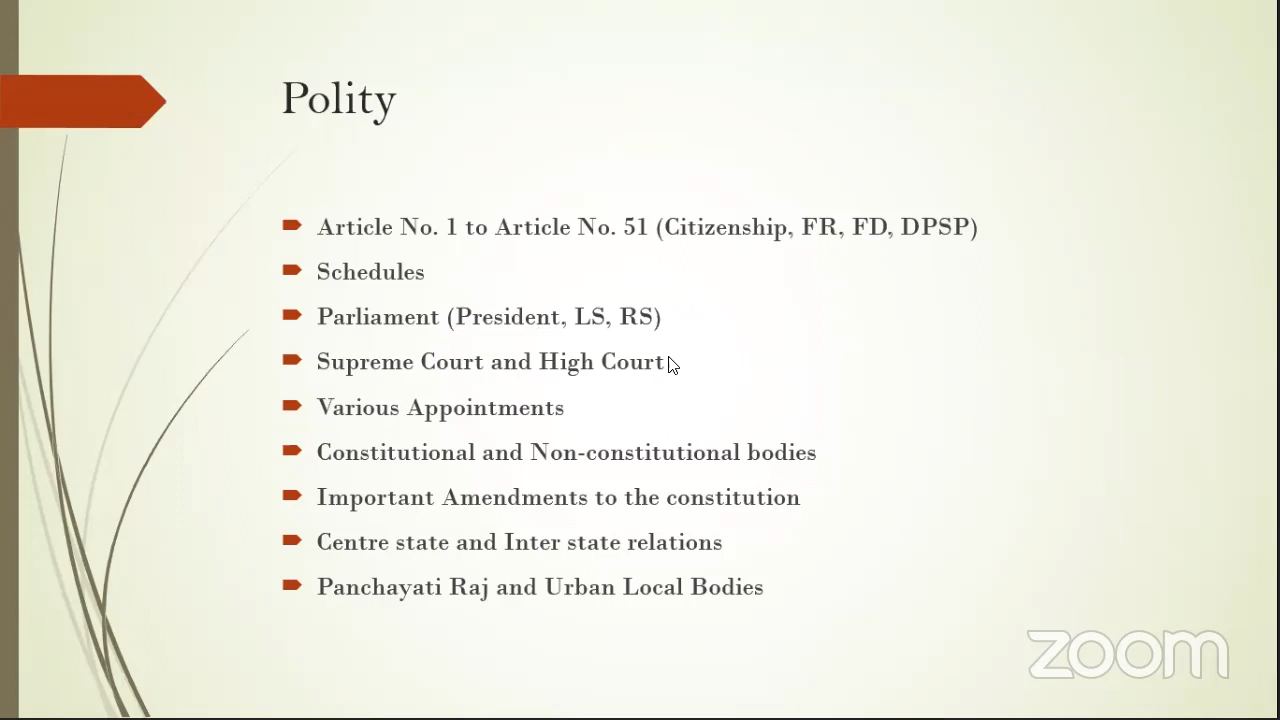 Polity
Article No. 1 to Article No. 51 (Citizenship, FR, FD, DPSP)
Schedules
Parliament (President, LS, RS)
Supreme Court and High Court
Various Appointments
Constitutional and Non-constitutional bodies
Important Amendments to the constitution
Centre state and Inter state relations
Panchayati Raj and Urban Local Bodies
zoom